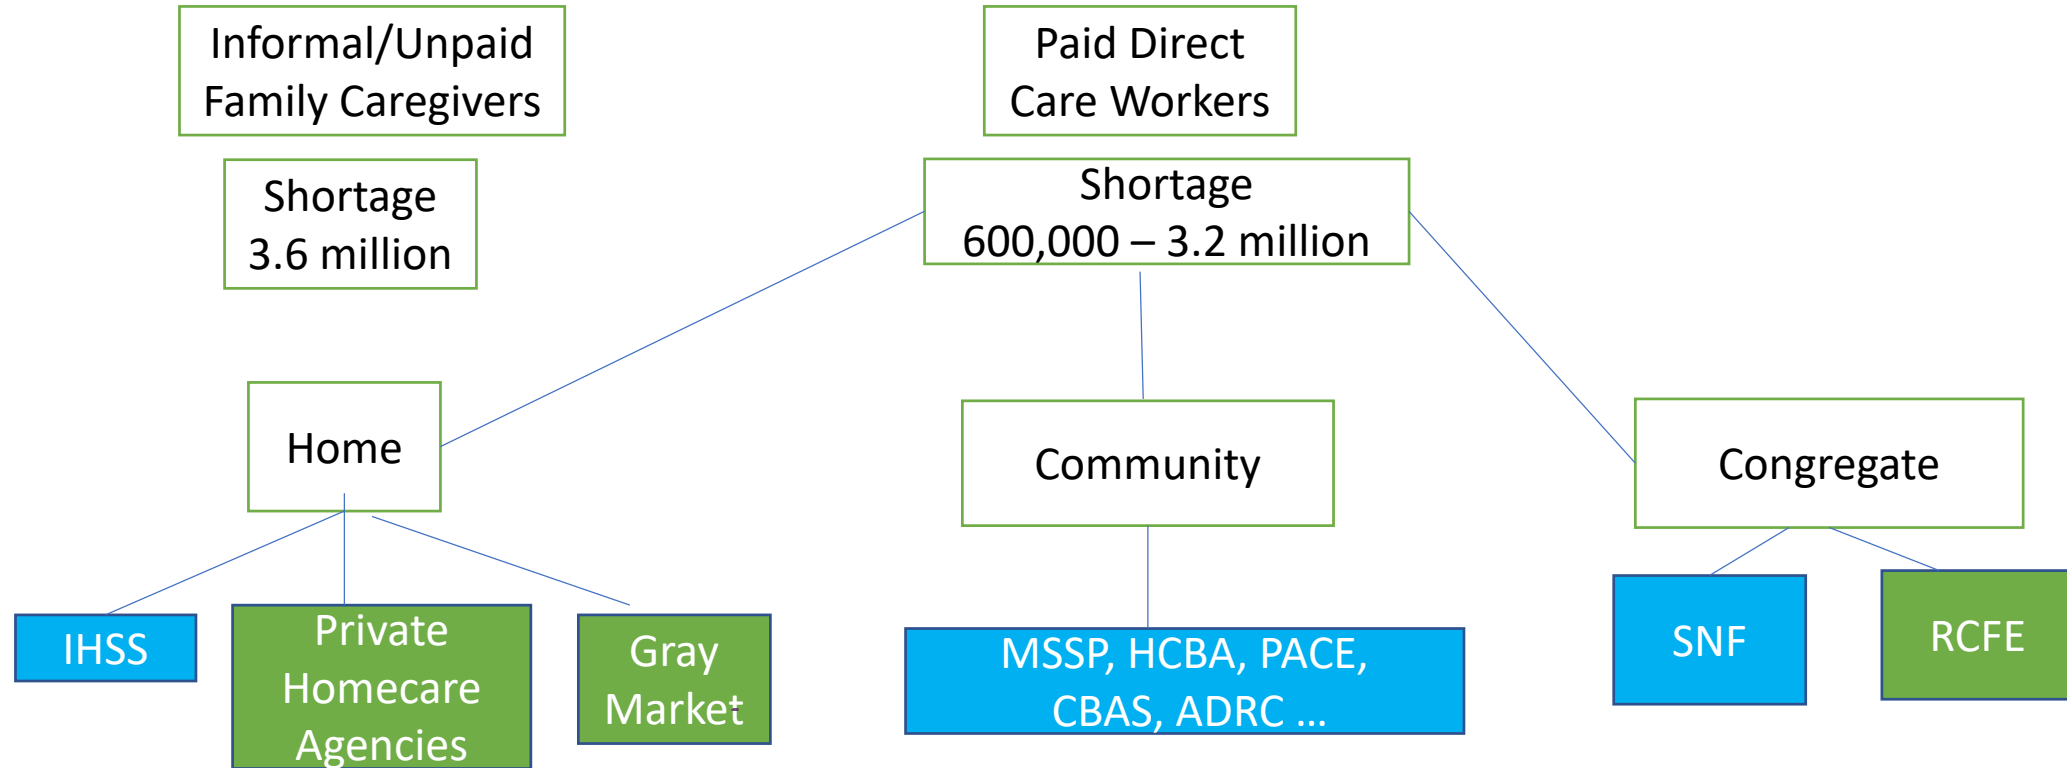 Informal/Unpaid
Family Caregivers
Paid Direct
Care Workers
Shortage
3.6 million
Shortage
600,000 – 3.2 million
Home
Community
Congregate
IHSS
Private
Homecare
Agencies
Gray
Market
-
MSSP, HCBA, PACE,
CBAS, ADRC ...
SNF
RCFE